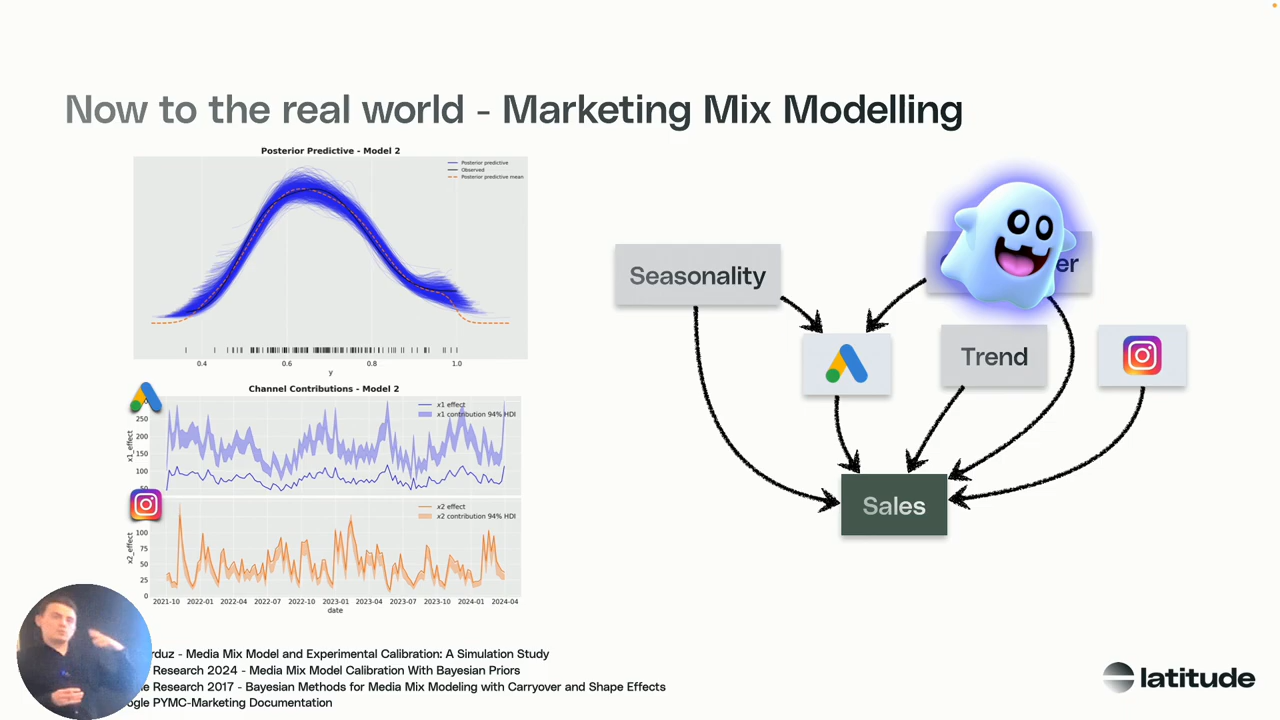 Now to the real world - Marketing Mix Modelling
Posterior Predictive - Model 2
Posterior predictive
Observed
Posterior predictive mean
0.4 0.6 0.8 1.0
y
Channel Contributions - Model 2
x1 effect
x1 contribution 94% HDI
250
200
150
100
50
x1_effect
x2 effect
x2 contribution 94% HDI
100
75
50
25
0
x2_effect
2021-10 2022-01 2022-04 2022-07 2022-10 2023-01 2023-04 2023-07 2023-10 2024-01 2024-04
date
Seasonality
er
Trend
Sales
rduz - Media Mix Model and Experimental Calibration: A Simulation Study
Research 2024 - Media Mix Model Calibration With Bayesian Priors
le Research 2017 - Bayesian Methods for Media Mix Modeling with Carryover and Shape Effects
ogle PYMC-Marketing Documentation
latitude